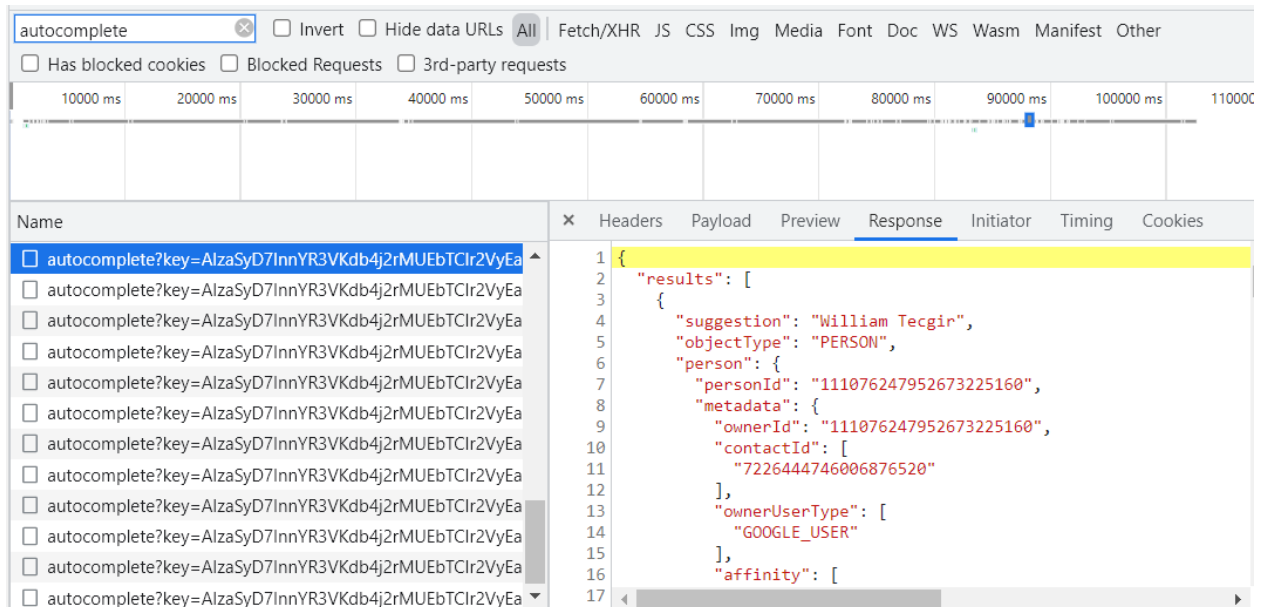 autocomplete Invert Hide data URLs All Fetch/XHR JS CSS Img Media Font Doc WS Wasm Manifest Other
Has blocked cookies Blocked Requests 3rd-party requests
10000 ms 20000 ms 30000 ms 40000 ms 50000 ms 60000 ms 70000 ms 80000 ms 90000 ms 100000 ms 110000
Name
autocomplete?key=AIzaSyD7InnYR3VKdb4j2rMUEbTCIr2VyEa
autocomplete?key=AIzaSyD7InnYR3VKdb4j2rMUEbTCIr2VyEa
autocomplete?key=AIzaSyD7InnYR3VKdb4j2rMUEbTCIr2VyEa
autocomplete?key=AIzaSyD7InnYR3VKdb4j2rMUEbTCIr2VyEa
autocomplete?key=AIzaSyD7InnYR3VKdb4j2rMUEbTCIr2VyEa
autocomplete?key=AIzaSyD7InnYR3VKdb4j2rMUEbTCIr2VyEa
autocomplete?key=AIzaSyD7InnYR3VKdb4j2rMUEbTCIr2VyEa
autocomplete?key=AIzaSyD7InnYR3VKdb4j2rMUEbTCIr2VyEa
autocomplete?key=AIzaSyD7InnYR3VKdb4j2rMUEbTCIr2VyEa
autocomplete?key=AIzaSyD7InnYR3VKdb4j2rMUEbTCIr2VyEa
autocomplete?key=AIzaSyD7InnYR3VKdb4j2rMUEbTCIr2VyEa
autocomplete?key=AIzaSyD7InnYR3VKdb4j2rMUEbTCIr2VyEa
× Headers Payload Preview Response Initiator Timing Cookies
1 {
2 "results": [
3 {
4 "suggestion": "William Tecgir",
5 "objectType": "PERSON",
6 "person": {
7 "personId": "111076247952673225160",
8 "metadata": {
9 "ownerId": "111076247952673225160",
10 "contactId": [
11 "7226444746006876520"
12 ],
13 "ownerUserType": [
14 "GOOGLE_USER"
15 ],
16 "affinity": [
17